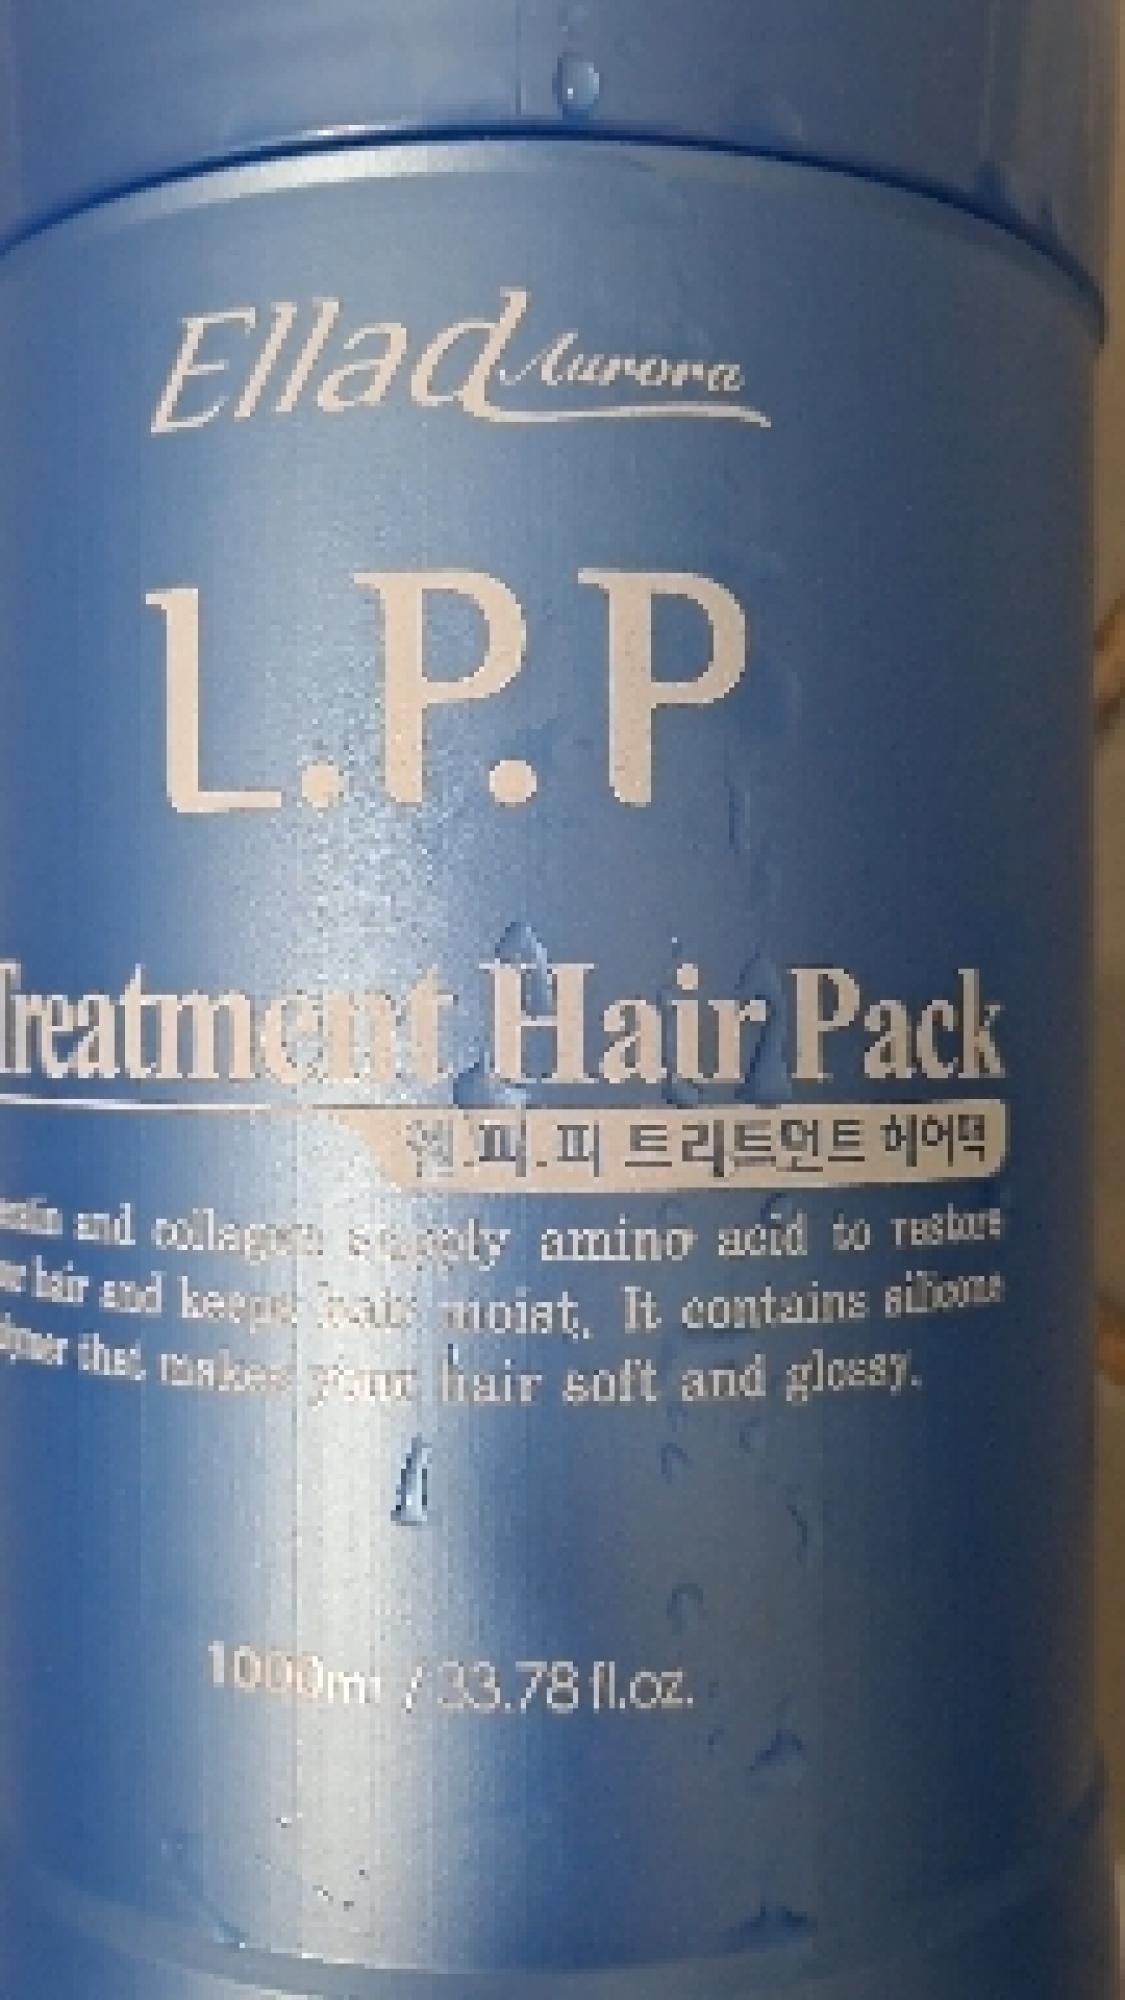 Ellad Aurora
L.P.P
Treatment Hair Pack
엘.피.피 트리트먼트 헤어팩
and collagen supply amino acid to restore
hair and keeps hair moist. It contains silicone
that makes your hair soft and glossy.
1000ml / 33.78 fl.oz.